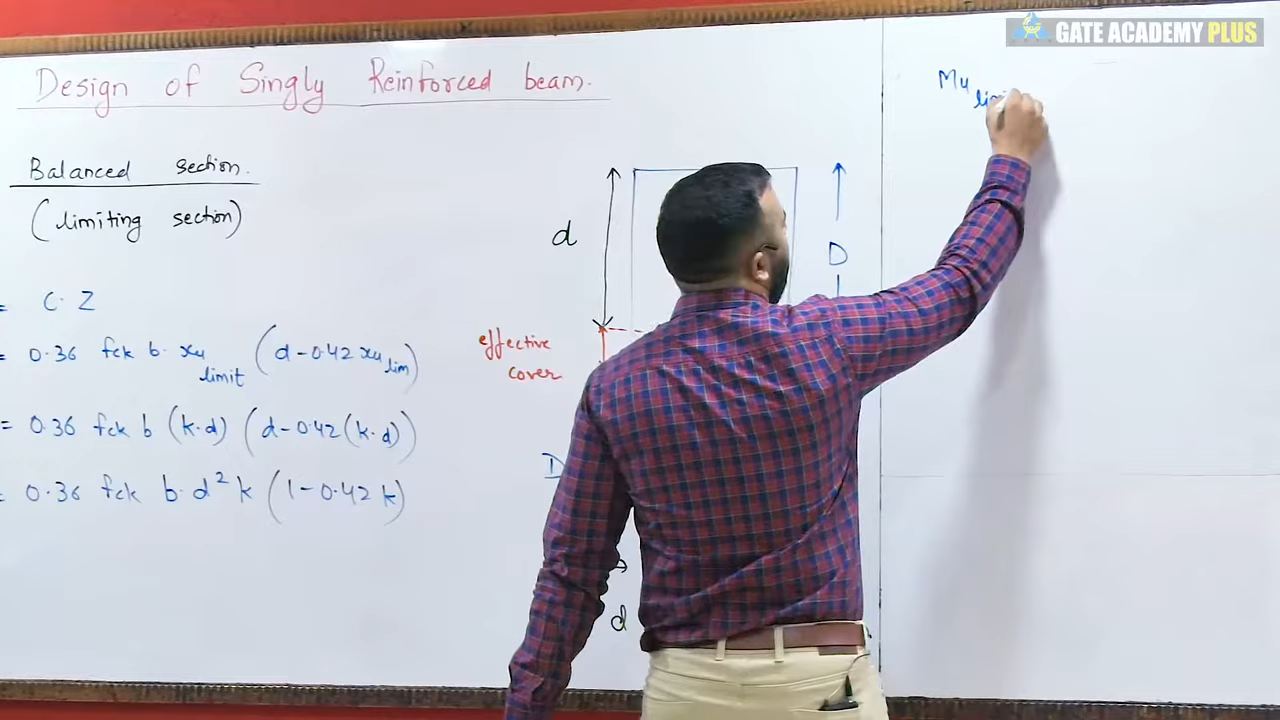 GATE ACADEMY PLUS
Design of Singly Reinforced beam.
Balanced section.
(limiting section)
= C. Z
= 0.36 fck b. xu limit (d - 0.42 xu lim)
= 0.36 fck b (k.d) (d - 0.42 (k.d))
= 0.36 fck b. d² k (1 - 0.42 k)
d
D
effective
cover
D
d
Mu